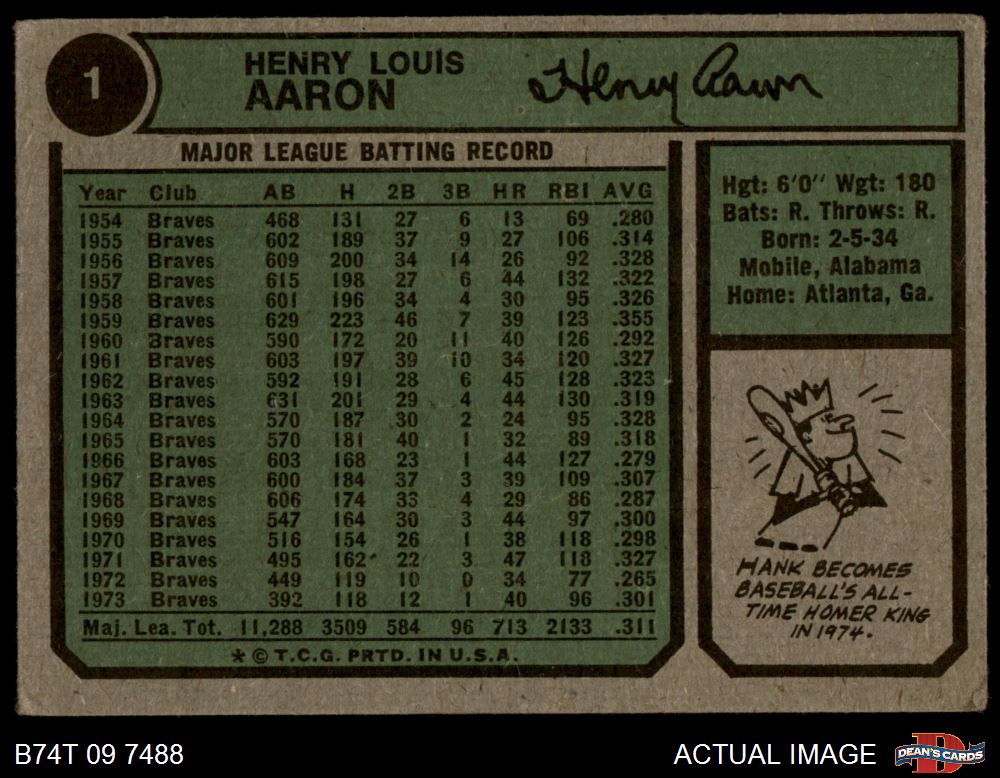 1
HENRY LOUIS
AARON
Henry Aaron
MAJOR LEAGUE BATTING RECORD
Year Club AB H 2B 3B HR RBI AVG
1954 Braves 468 131 27 6 13 69 .280
1955 Braves 602 189 37 9 27 106 .314
1956 Braves 609 200 34 14 26 92 .328
1957 Braves 615 198 27 6 44 132 .322
1958 Braves 601 196 34 4 30 95 .326
1959 Braves 629 223 46 7 39 123 .355
1960 Braves 590 172 20 11 40 126 .292
1961 Braves 603 197 39 10 34 120 .327
1962 Braves 592 191 28 6 45 128 .323
1963 Braves 631 201 29 4 44 130 .319
1964 Braves 570 187 30 2 24 95 .328
1965 Braves 570 181 40 1 32 89 .318
1966 Braves 603 168 23 1 44 127 .279
1967 Braves 600 184 37 3 39 109 .307
1968 Braves 606 174 33 4 29 86 .287
1969 Braves 547 164 30 3 44 97 .300
1970 Braves 516 154 26 1 38 118 .298
1971 Braves 495 162 22 3 47 118 .327
1972 Braves 449 119 10 0 34 77 .265
1973 Braves 392 118 12 1 40 96 .301
Maj. Lea. Tot. 11,288 3509 584 96 713 2133 .311
* © T.C.G. PRTD. IN U.S.A.
Hgt: 6'0'' Wgt: 180
Bats: R. Throws: R.
Born: 2-5-34
Mobile, Alabama
Home: Atlanta, Ga.
HANK BECOMES
BASEBALL'S ALL-
TIME HOMER KING
IN 1974.
B74T 09 7488
ACTUAL IMAGE
DEAN'S CARDS